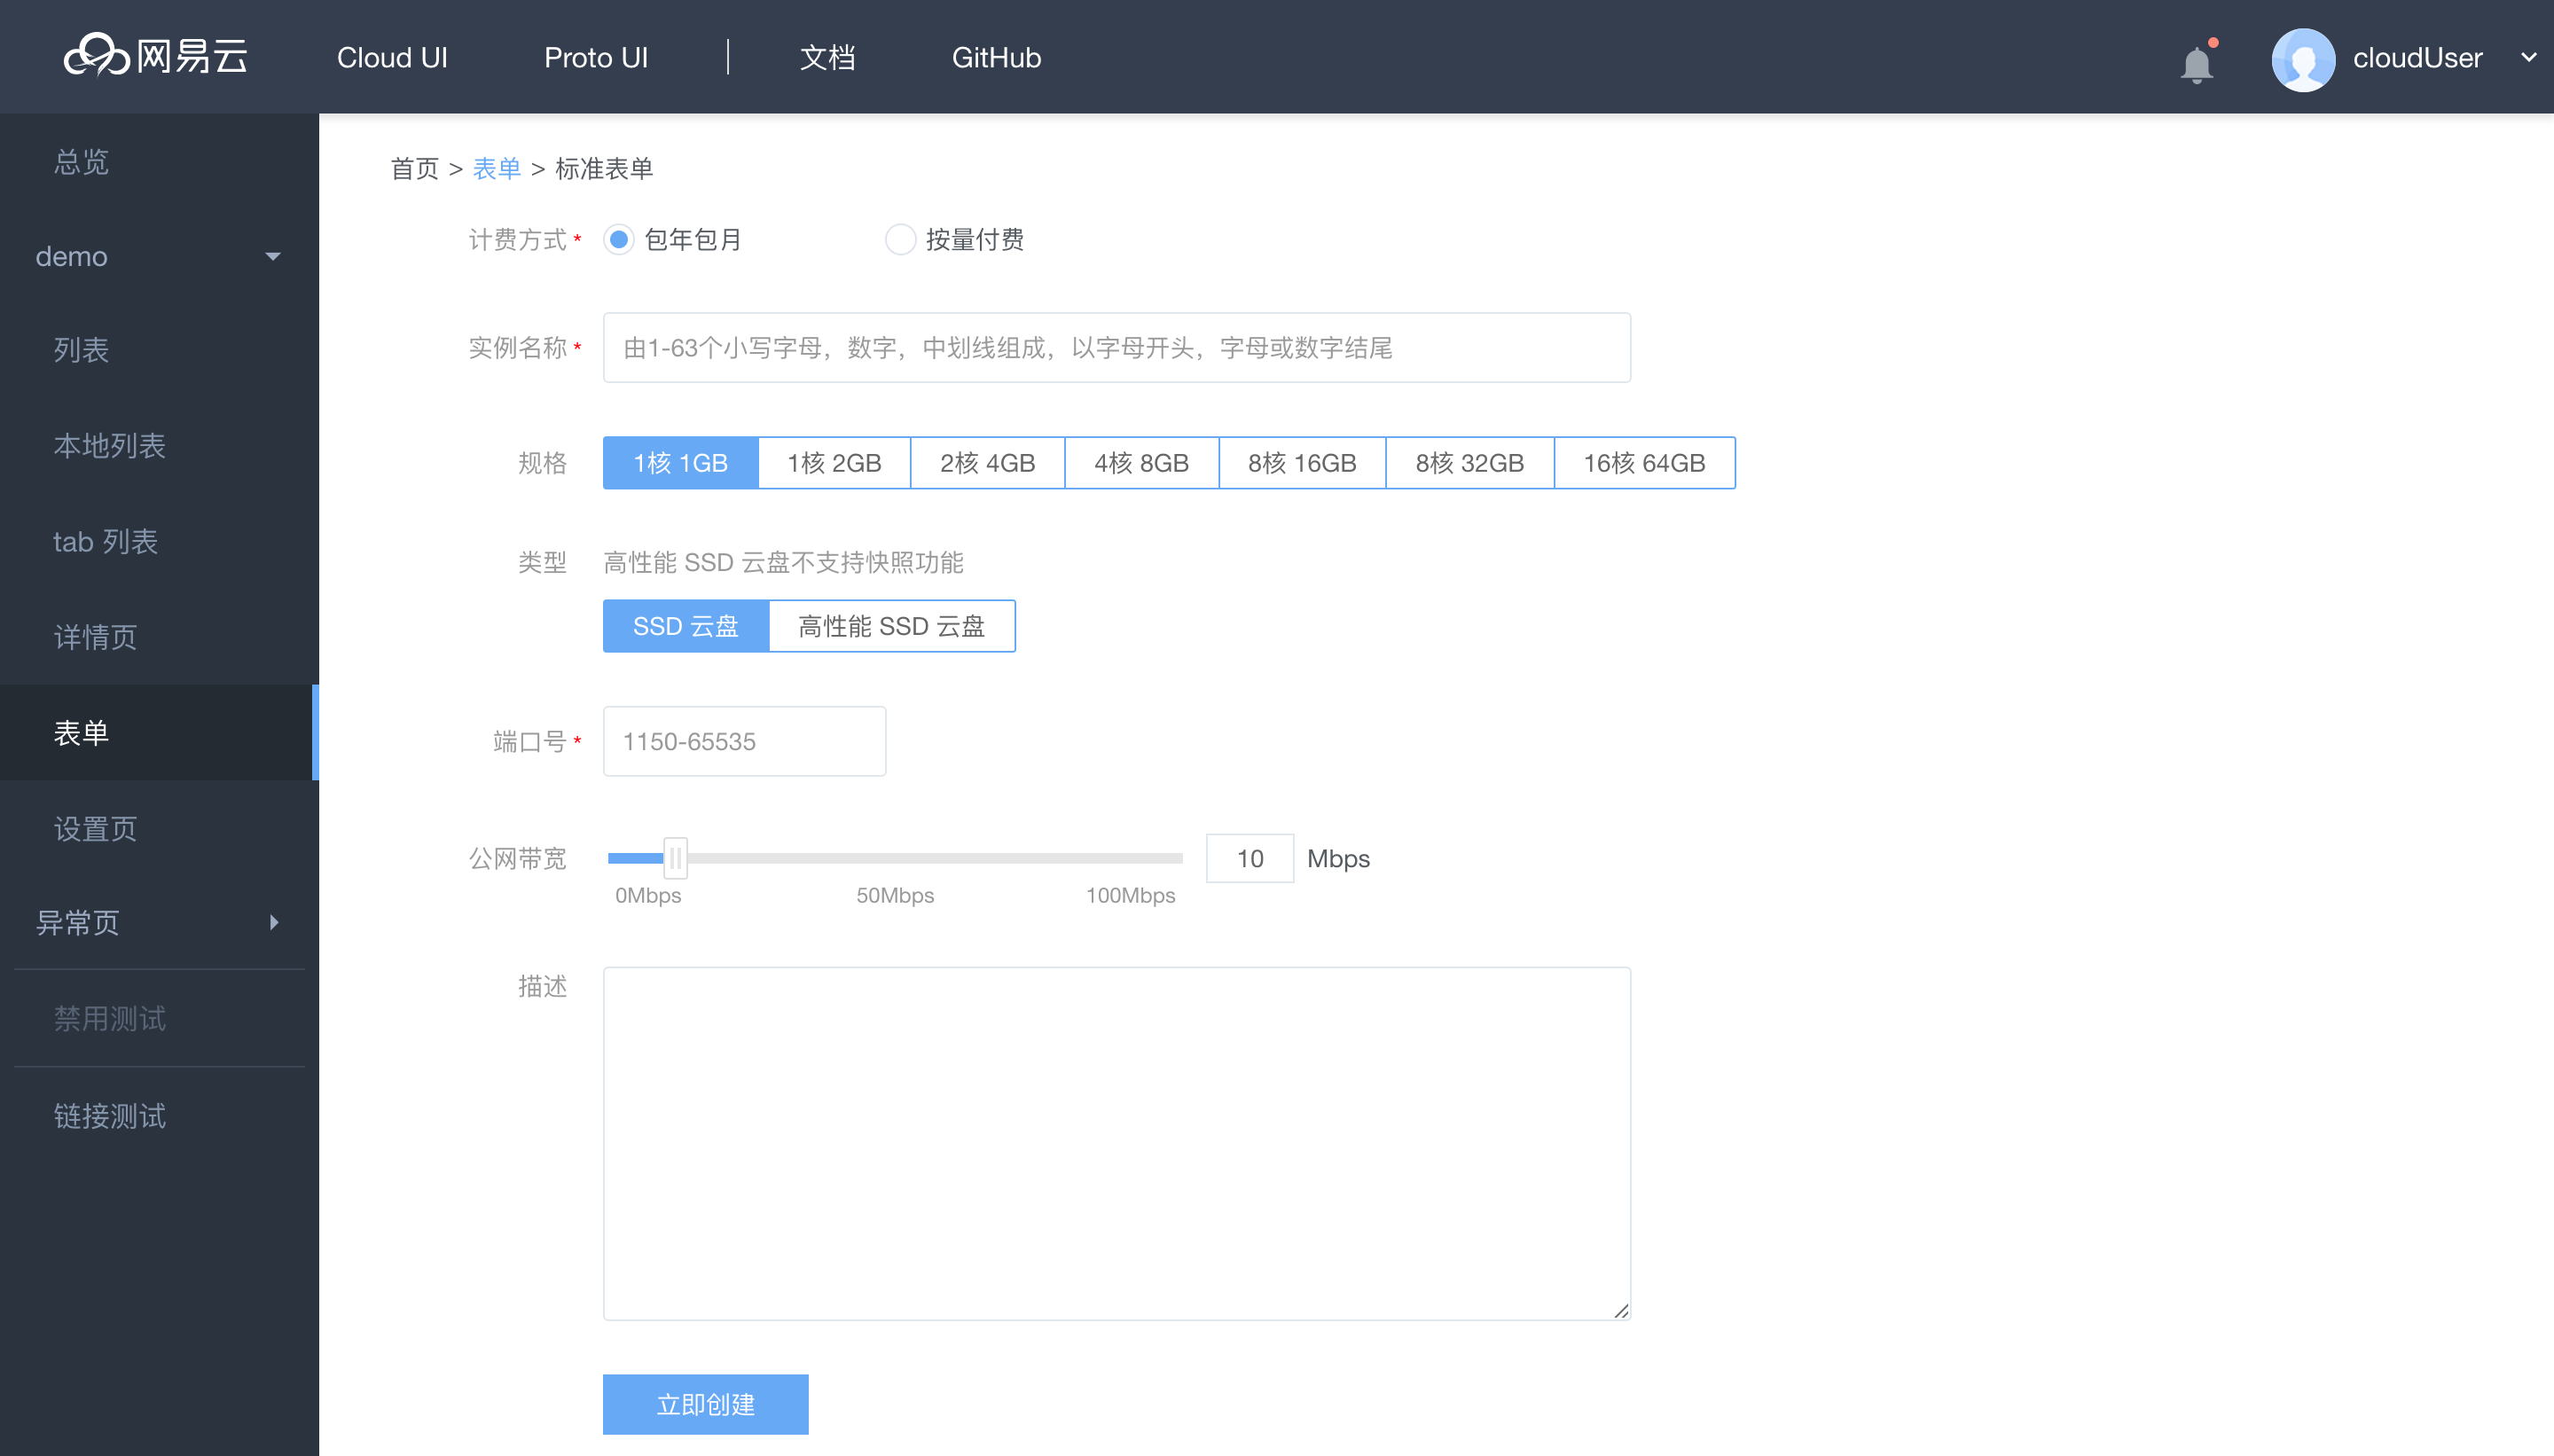 网易云 Cloud UI Proto UI 文档 GitHub cloudUser
总览
demo
列表
本地列表
tab 列表
详情页
表单
设置页
异常页
禁用测试
链接测试
首页 > 表单 > 标准表单
计费方式* 包年包月 按量付费
实例名称* 由1-63个小写字母，数字，中划线组成，以字母开头，字母或数字结尾
规格 1核 1GB 1核 2GB 2核 4GB 4核 8GB 8核 16GB 8核 32GB 16核 64GB
类型 高性能 SSD 云盘不支持快照功能
SSD 云盘 高性能 SSD 云盘
端口号* 1150-65535
公网带宽 10 Mbps
0Mbps 50Mbps 100Mbps
描述
立即创建